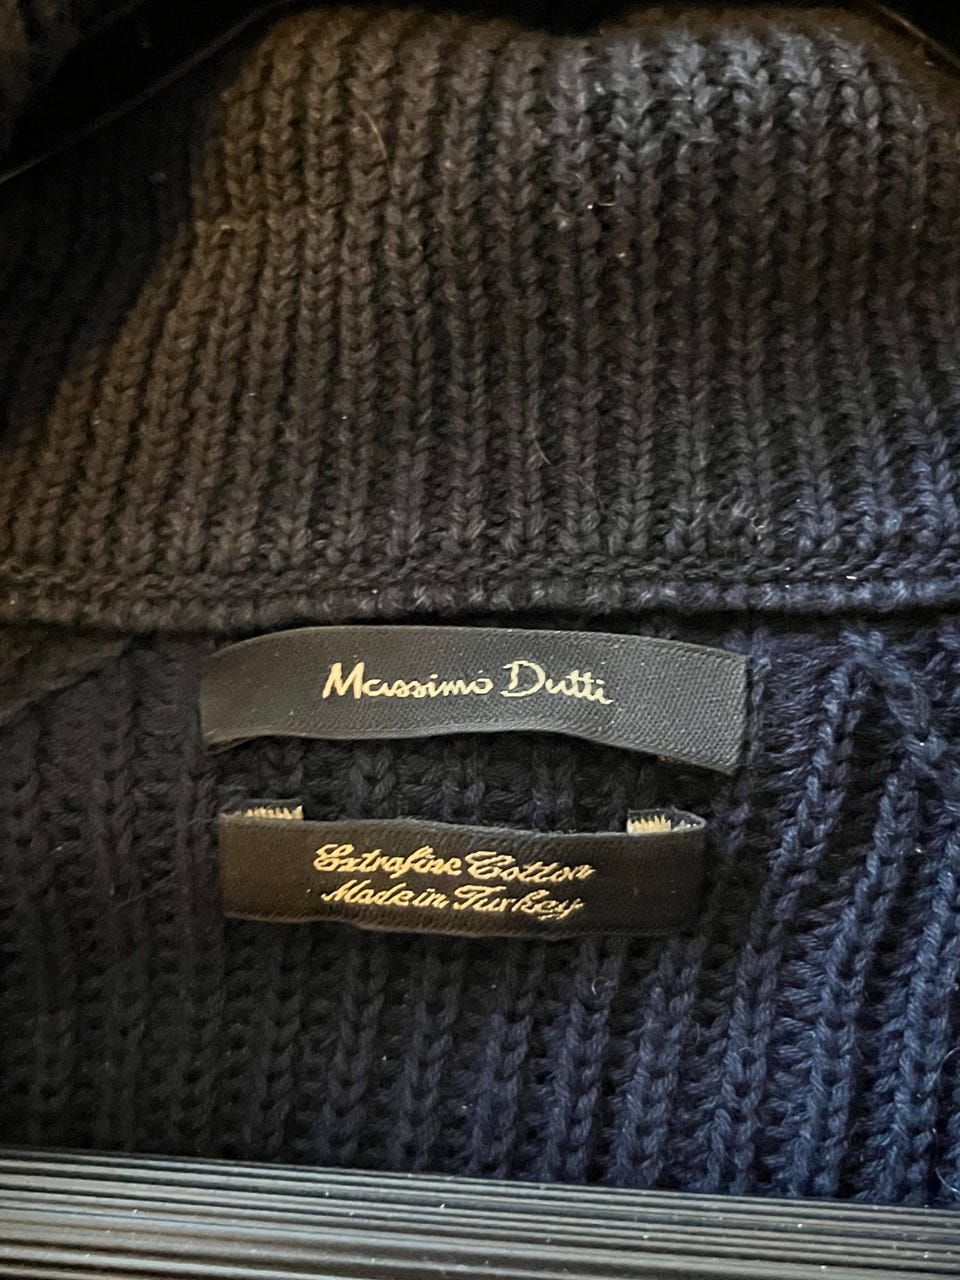 Massimo Dutti
Extrafine Cotton
Made in Turkey